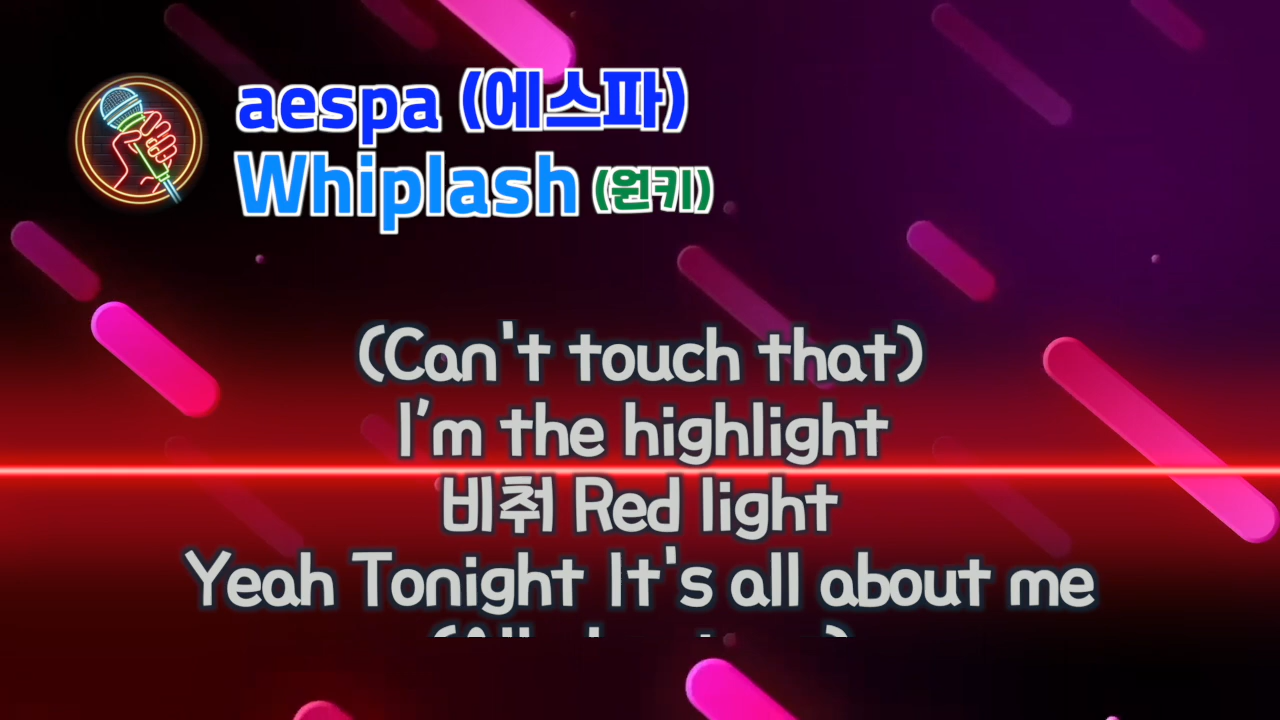 aespa (에스파)
Whiplash (원키)
(Can't touch that)
I'm the highlight
비춰 Red light
Yeah Tonight It's all about me